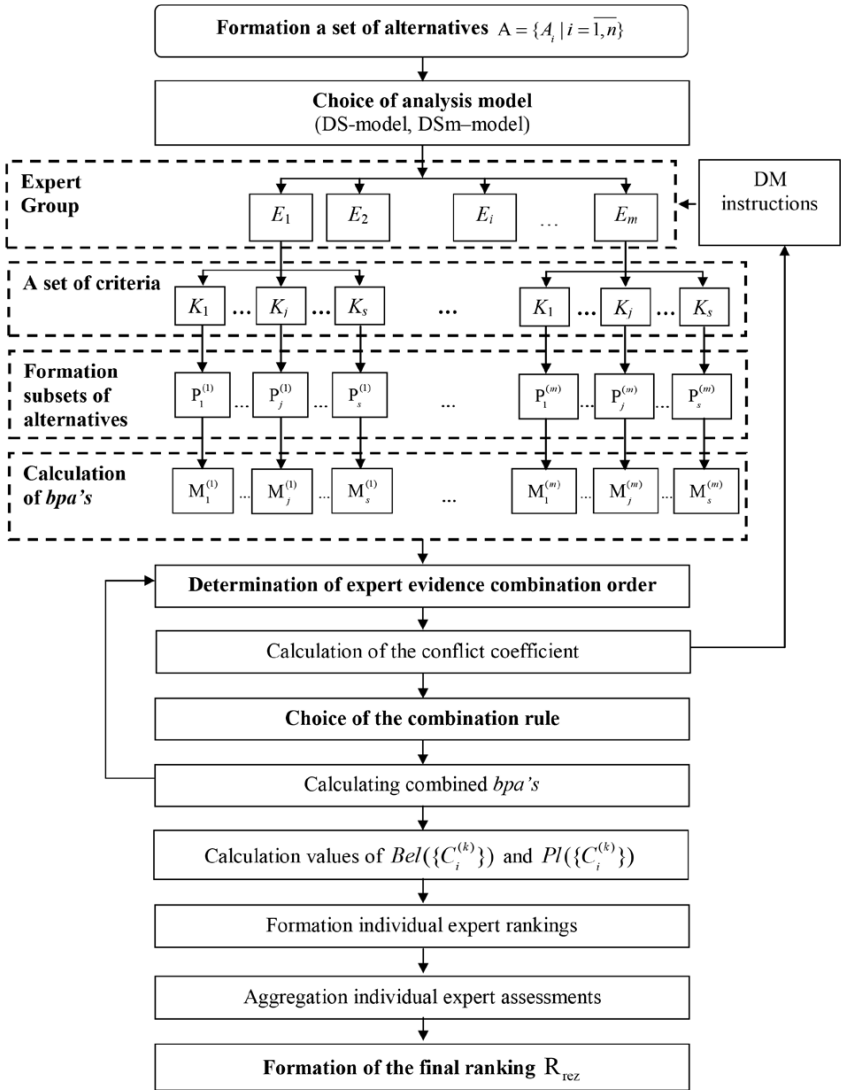 Formation a set of alternatives A = {A_i | i = \overline{1,n}}
Choice of analysis model
(DS-model, DSm–model)
Expert
Group
E_1 E_2 E_i ... E_m
DM
instructions
A set of criteria
K_1 ... K_j ... K_s ... K_1 ... K_j ... K_s
Formation
subsets of
alternatives
P_1^{(1)} ... P_j^{(1)} ... P_s^{(1)} ... P_1^{(m)} ... P_j^{(m)} ... P_s^{(m)}
Calculation
of bpa's
M_1^{(1)} ... M_j^{(1)} ... M_s^{(1)} ... M_1^{(m)} ... M_j^{(m)} ... M_s^{(m)}
Determination of expert evidence combination order
Calculation of the conflict coefficient
Choice of the combination rule
Calculating combined bpa's
Calculation values of Bel({C_i^{(k)}}) and Pl({C_i^{(k)}})
Formation individual expert rankings
Aggregation individual expert assessments
Formation of the final ranking R_rez